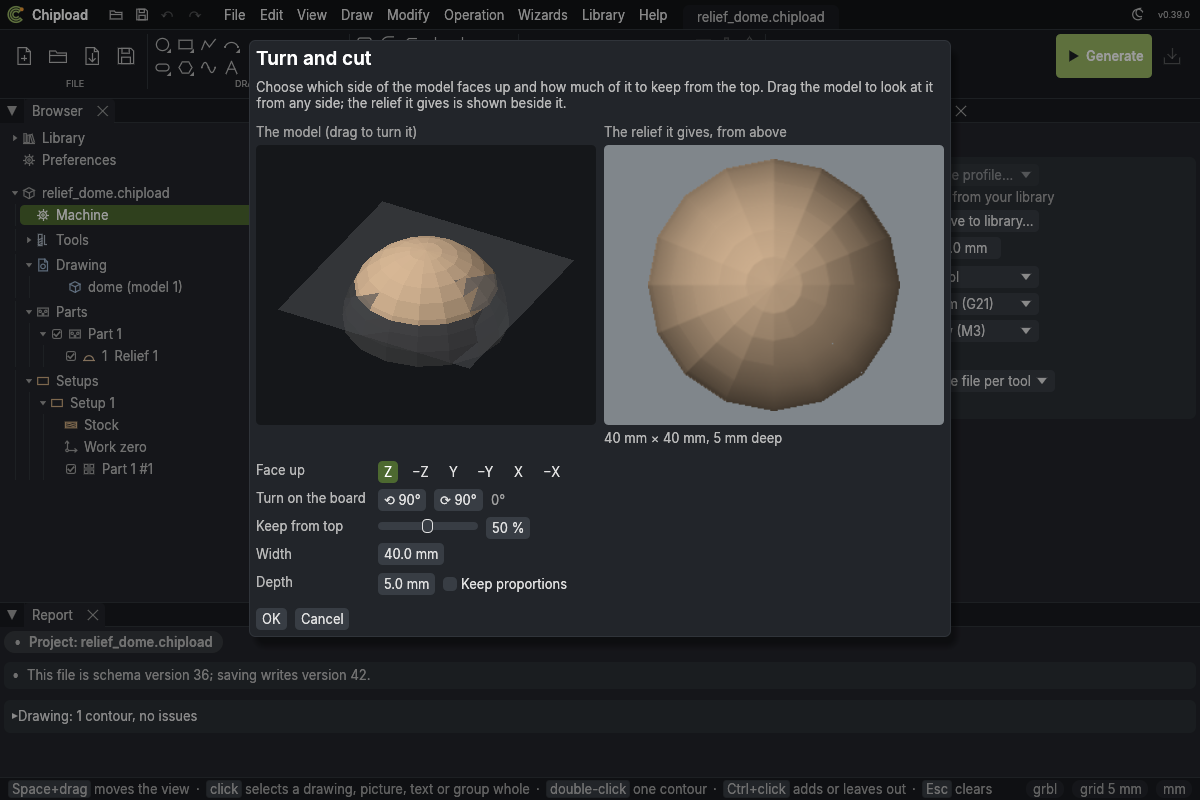 Chipload
File Edit View Draw Modify Operation Wizards Library Help
relief_dome.chipload
v0.39.0
FILE
Generate
Turn and cut
Choose which side of the model faces up and how much of it to keep from the top. Drag the model to look at it
from any side; the relief it gives is shown beside it.
The model (drag to turn it)
The relief it gives, from above
40 mm × 40 mm, 5 mm deep
Face up Z −Z Y −Y X −X
Turn on the board ⟲ 90° ⟳ 90° 0°
Keep from top 50 %
Width 40.0 mm
Depth 5.0 mm Keep proportions
OK Cancel
Browser
Library
Preferences
relief_dome.chipload
Machine
Tools
Drawing
dome (model 1)
Parts
Part 1
1 Relief 1
Setups
Setup 1
Stock
Work zero
Part 1 #1
e profile...
from your library
ve to library...
.0 mm
bl
(G21)
(M3)
e file per tool
Report
• Project: relief_dome.chipload
• This file is schema version 36; saving writes version 42.
▸Drawing: 1 contour, no issues
Space+drag moves the view · click selects a drawing, picture, text or group whole · double-click one contour · Ctrl+click adds or leaves out · Esc clears
grbl grid 5 mm mm